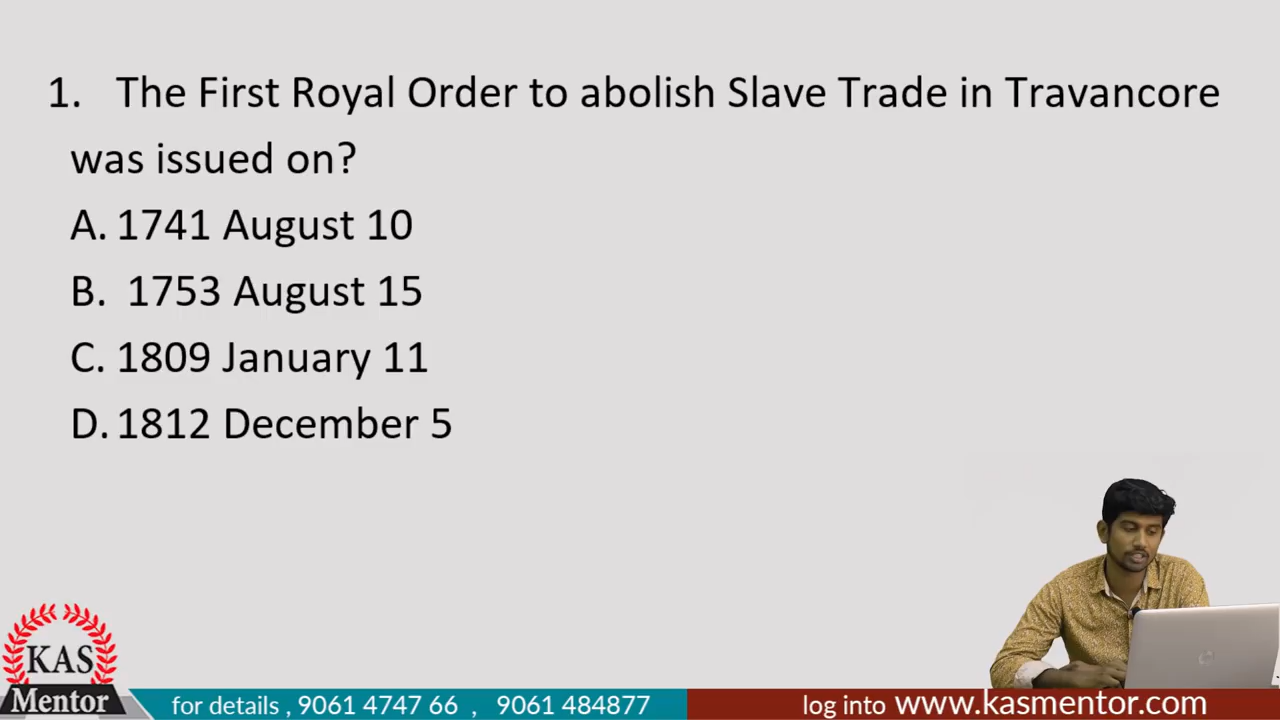 1. The First Royal Order to abolish Slave Trade in Travancore
was issued on?
A. 1741 August 10
B. 1753 August 15
C. 1809 January 11
D. 1812 December 5
KAS
Mentor
for details , 9061 4747 66 , 9061 484877
log into www.kasmentor.com